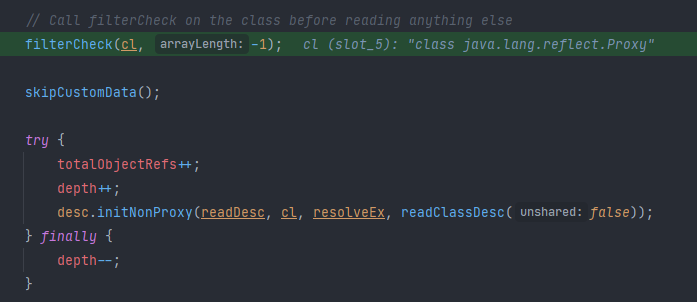 // Call filterCheck on the class before reading anything else
filterCheck(cl, arrayLength: -1); cl (slot_5): "class java.lang.reflect.Proxy"
skipCustomData();
try {
totalObjectRefs++;
depth++;
desc.initNonProxy(readDesc, cl, resolveEx, readClassDesc( unshared: false));
} finally {
depth--;
}